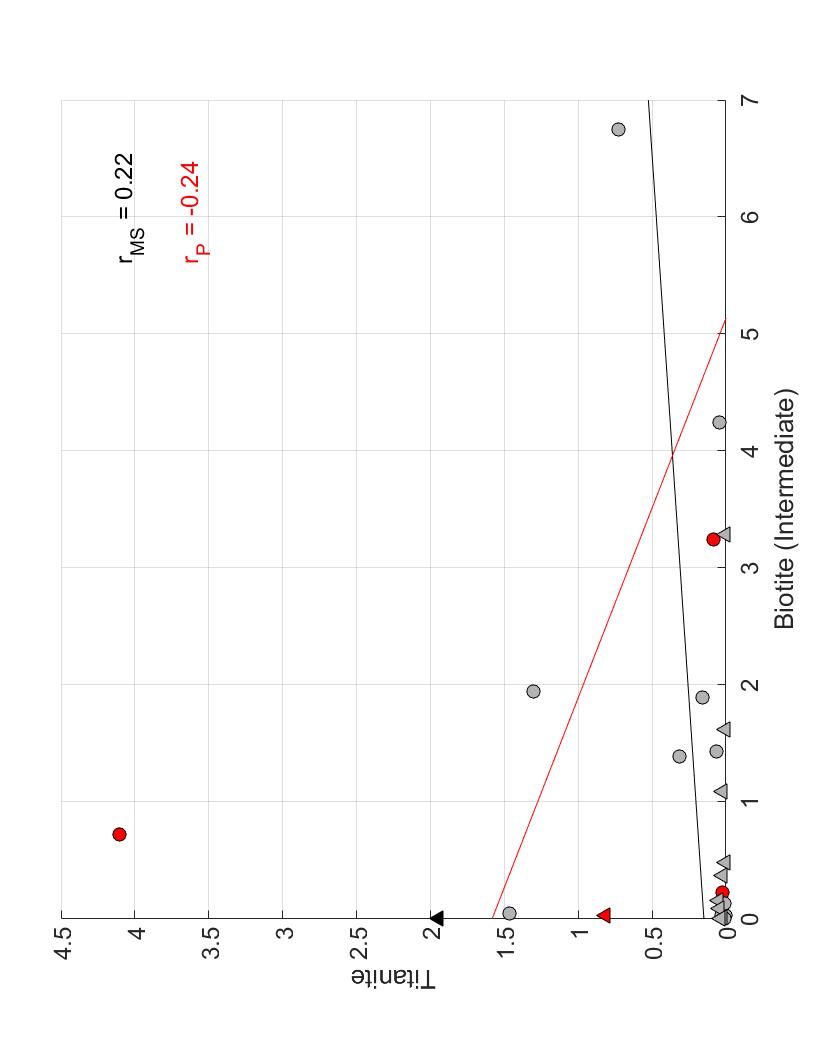 4.5
4
3.5
3
2.5
2
1.5
1
0.5
0
r_MS = 0.22
r_P = -0.24
Titanite
0 1 2 3 4 5 6 7
Biotite (Intermediate)